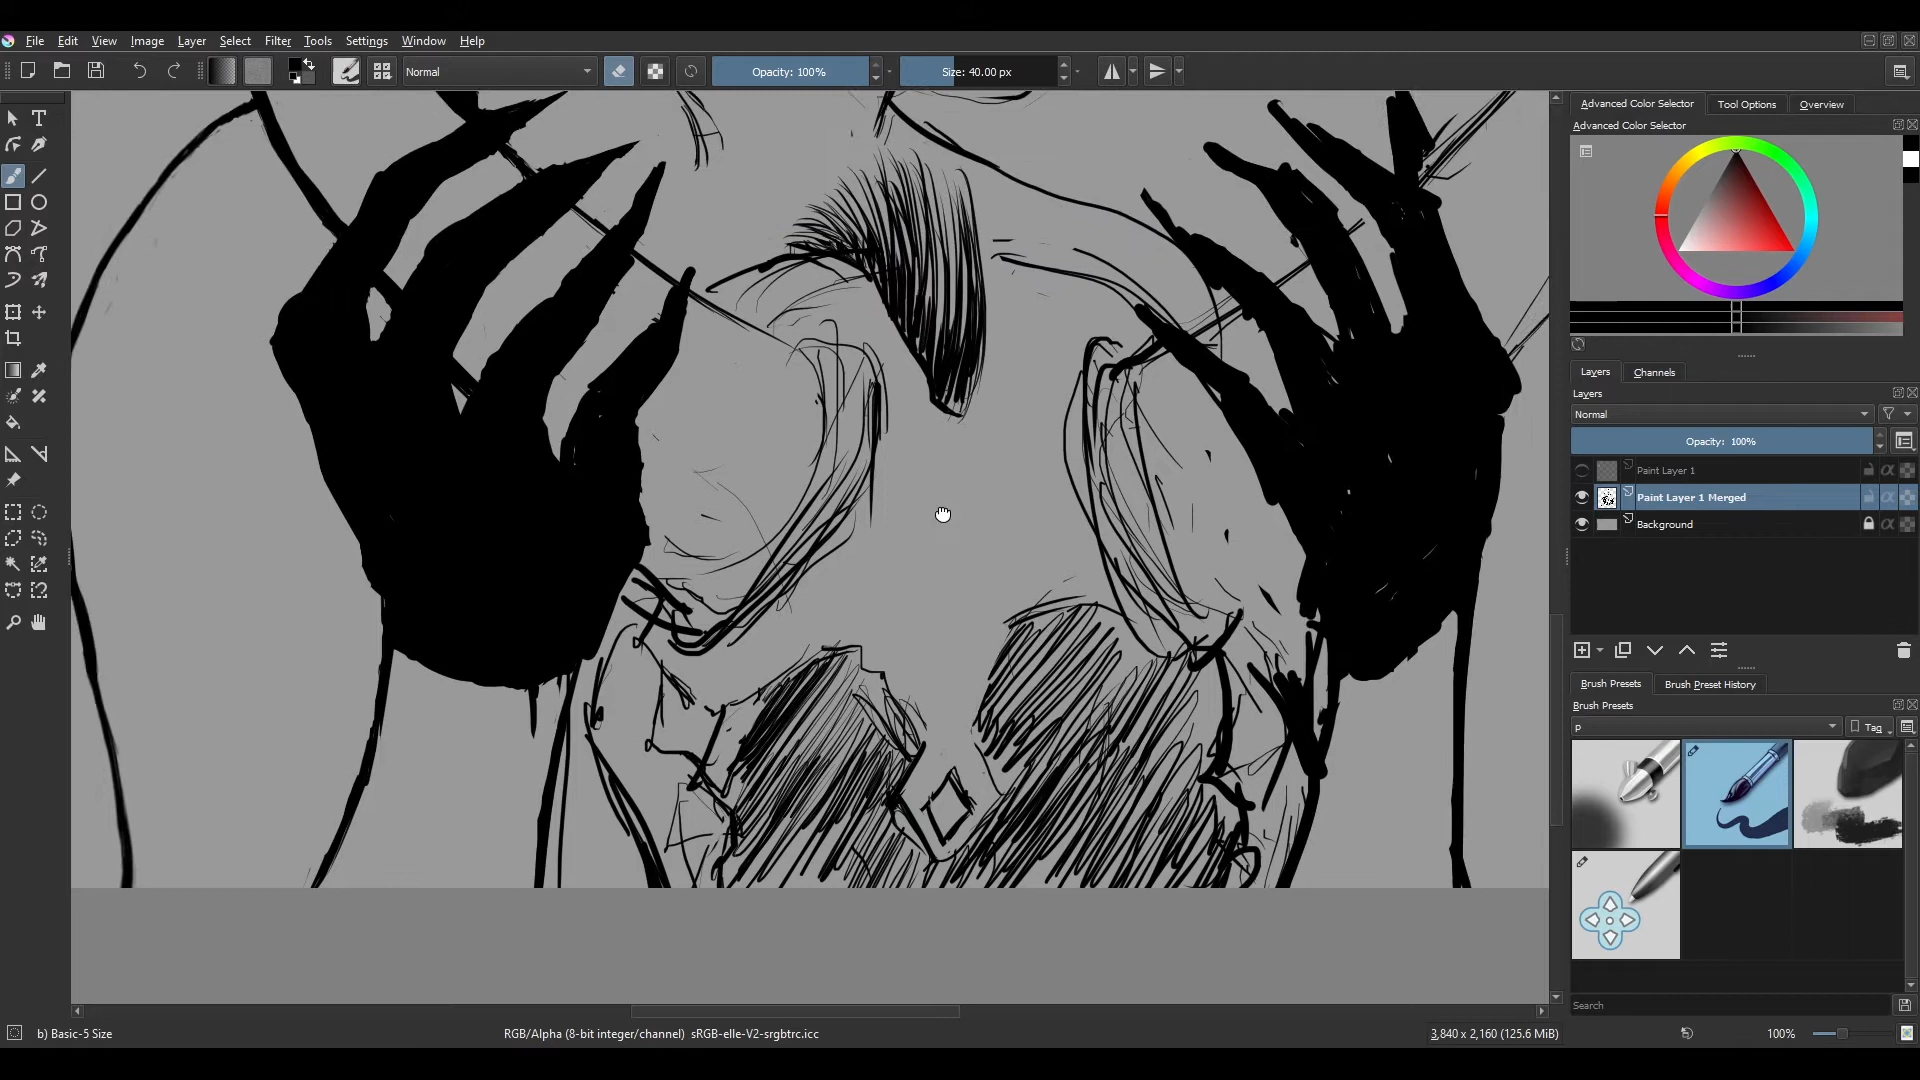 File Edit View Image Layer Select Filter Tools Settings Window Help
Normal
Opacity: 100%
Size: 40.00 px
Advanced Color Selector Tool Options Overview
Advanced Color Selector
Layers Channels
Layers
Normal
Opacity: 100%
Paint Layer 1
Paint Layer 1 Merged
Background
Brush Presets Brush Preset History
Brush Presets
p
Tag
Search
b) Basic-5 Size
RGB/Alpha (8-bit integer/channel) sRGB-elle-V2-srgbtrc.icc
3,840 x 2,160 (125.6 MiB)
100%